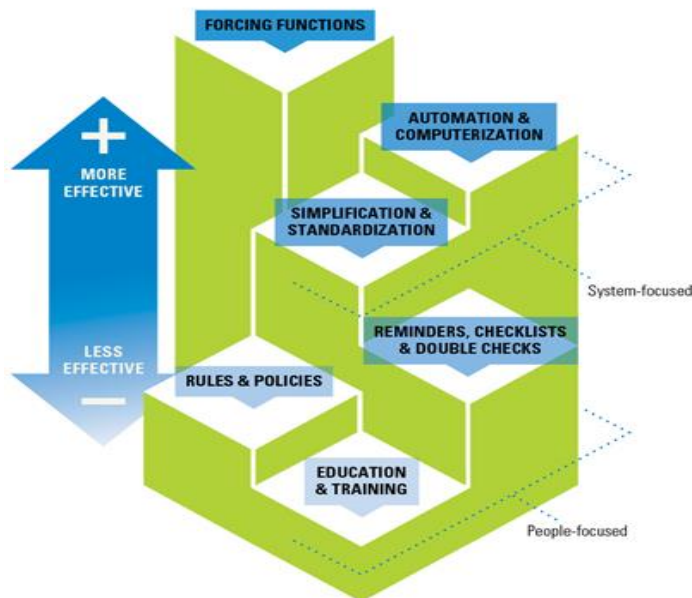 FORCING FUNCTIONS
AUTOMATION &
COMPUTERIZATION
+
MORE
EFFECTIVE
SIMPLIFICATION &
STANDARDIZATION
System-focused
REMINDERS, CHECKLISTS
& DOUBLE CHECKS
LESS
EFFECTIVE
–
RULES & POLICIES
EDUCATION
& TRAINING
People-focused